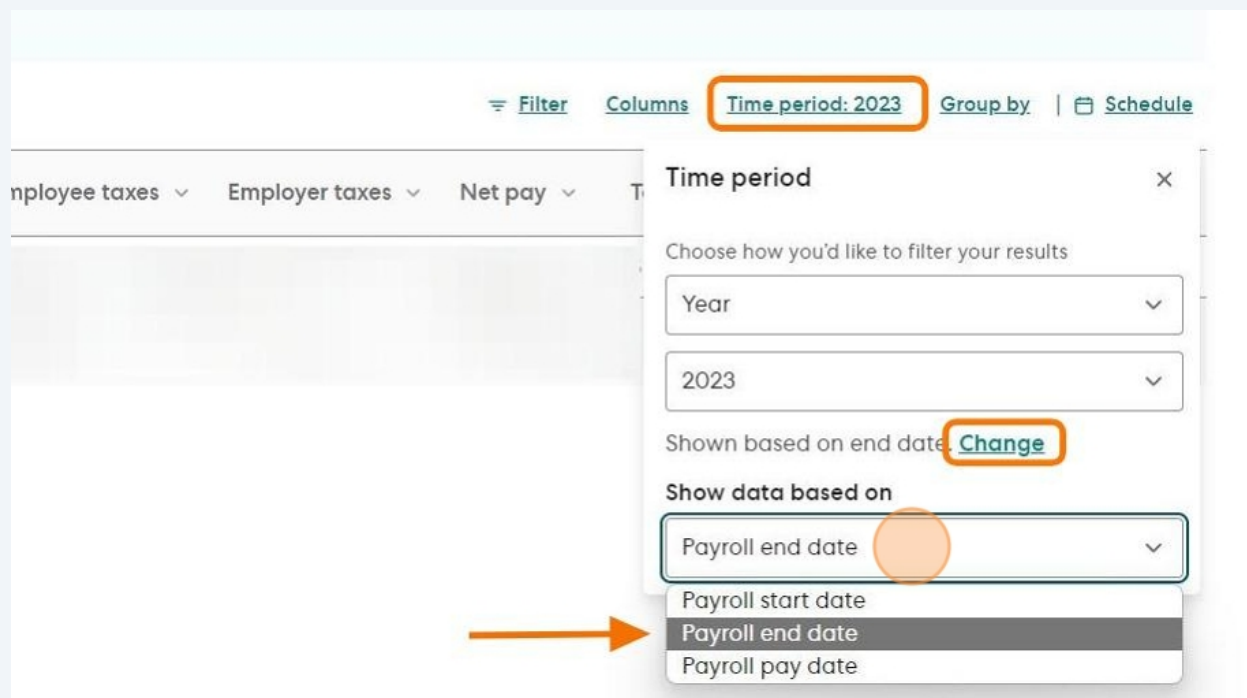 Filter Columns Time period: 2023 Group by | Schedule
taxes Employer taxes Net pay
Time period
Choose how you'd like to filter your results
Year
2023
Shown based on end date. Change
Show data based on
Payroll end date
Payroll start date
Payroll end date
Payroll pay date